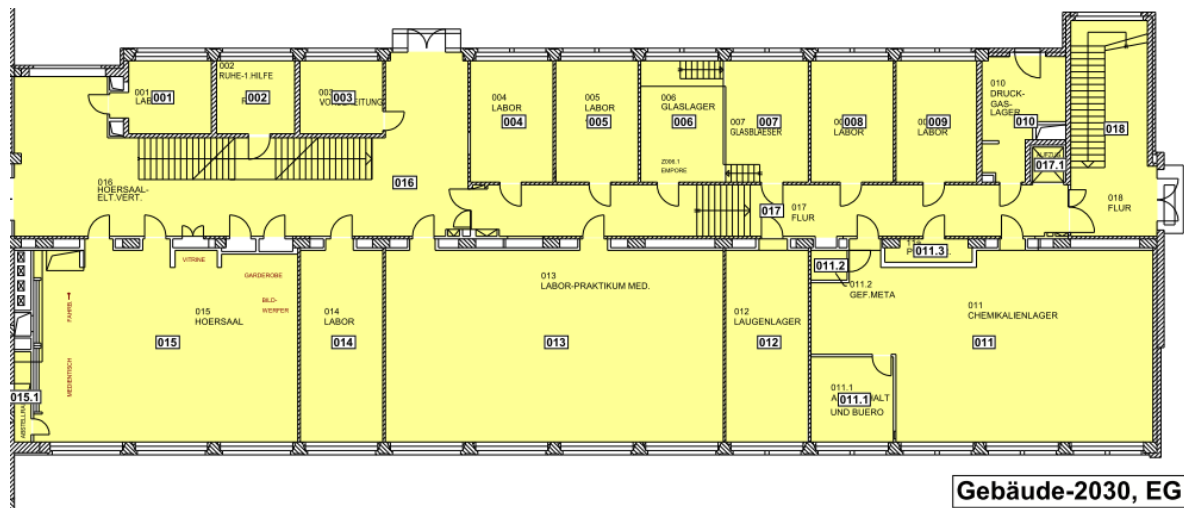 001
LAB
001
002
RUHE-1.HILFE
002
003
003
004
LABOR
004
005
LABOR
005
006
GLASLAGER
006
Z006.1
EMPORE
007
GLASBLAESER
007
008
LABOR
009
LABOR
010
DRUCK-
GAS-
LAGER
010
018
017.1
018
FLUR
016
HOERSAAL-
ELT.VERT.
016
017
017
FLUR
VITRINE
GARDEROBE
BILD-
WERFER
FAHRB.
MEDIENTISCH
015
HOERSAAL
015
015.1
014
LABOR
014
013
LABOR-PRAKTIKUM MED.
013
012
LAUGENLAGER
012
011.2
011.2
GEF.META
011.3
011
CHEMIKALIENLAGER
011
011.1
011.1
UND BUERO
Gebäude-2030, EG